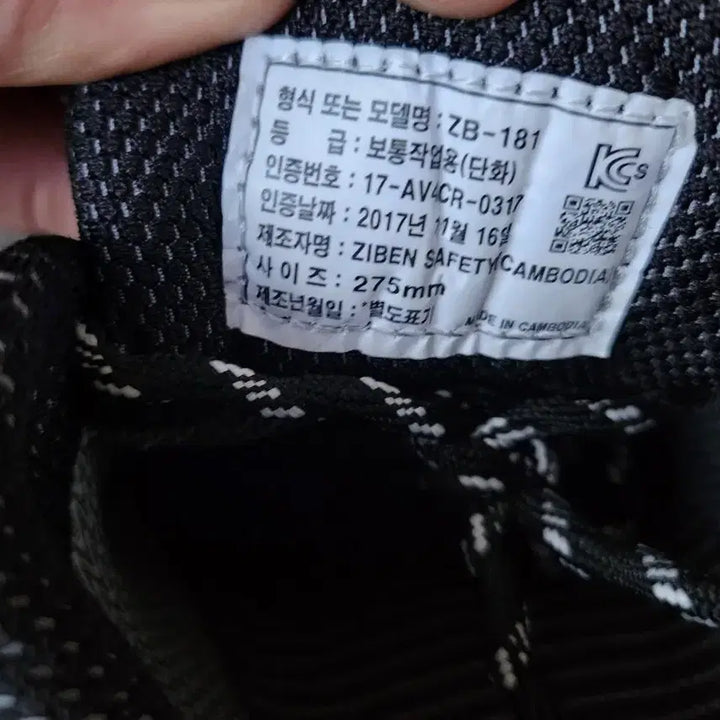 형식 또는 모델명 : ZB-181
등 급 : 보통작업용(단화)
인증번호 : 17-AV4CR-0317
인증날짜 : 2017년 11월 16일
제조자명 : ZIBEN SAFETY(CAMBODIA)
사 이 즈 : 275mm
제조년월일 : *별도표기
MADE IN CAMBODIA
KCs